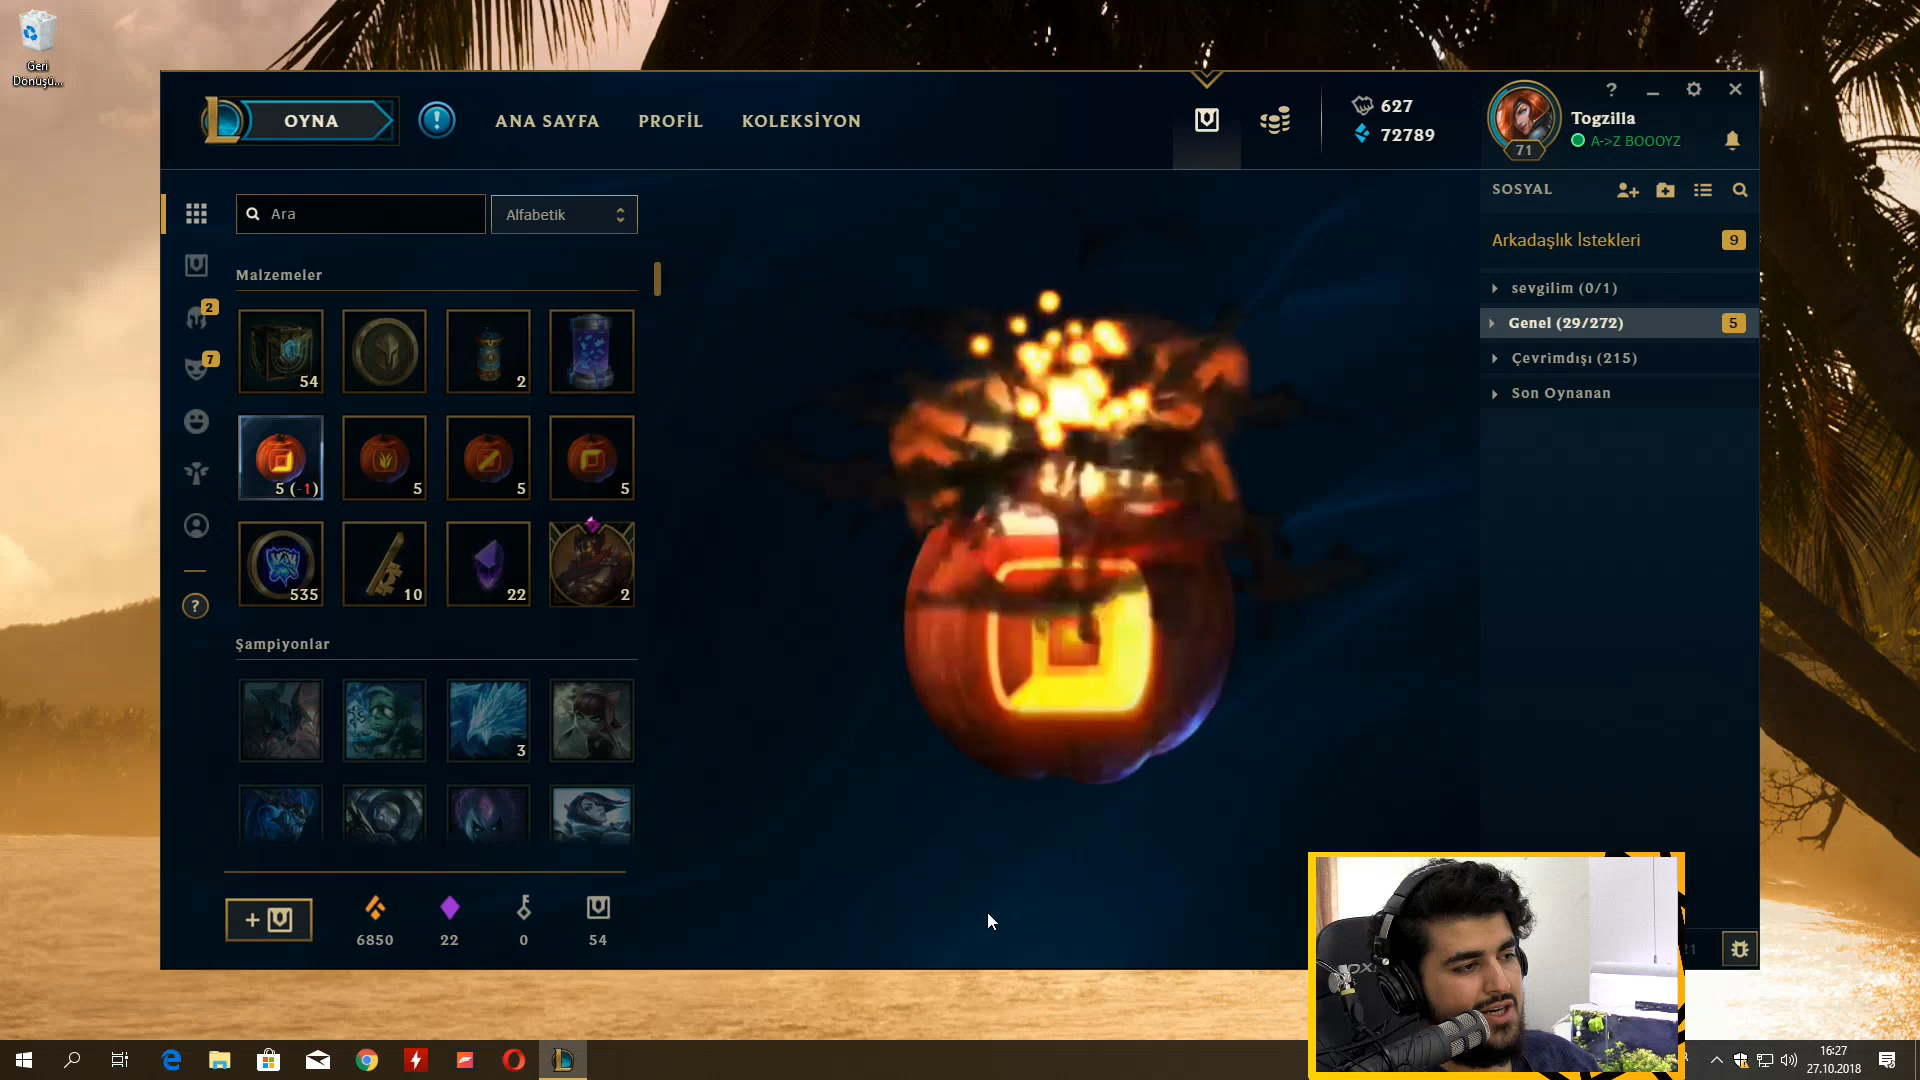 Geri
Dönüşü...
OYNA
ANA SAYFA
PROFİL
KOLEKSİYON
627
72789
?
Togzilla
A->Z BOOOYZ
71
SOSYAL
Arkadaşlık İstekleri
9
sevgilim (0/1)
Genel (29/272)
5
Çevrimdışı (215)
Son Oynanan
Ara
Alfabetik
Malzemeler
2
7
54
2
5 (-1)
5
5
5
535
10
22
2
?
Şampiyonlar
3
6850
22
0
54
16:27
27.10.2018